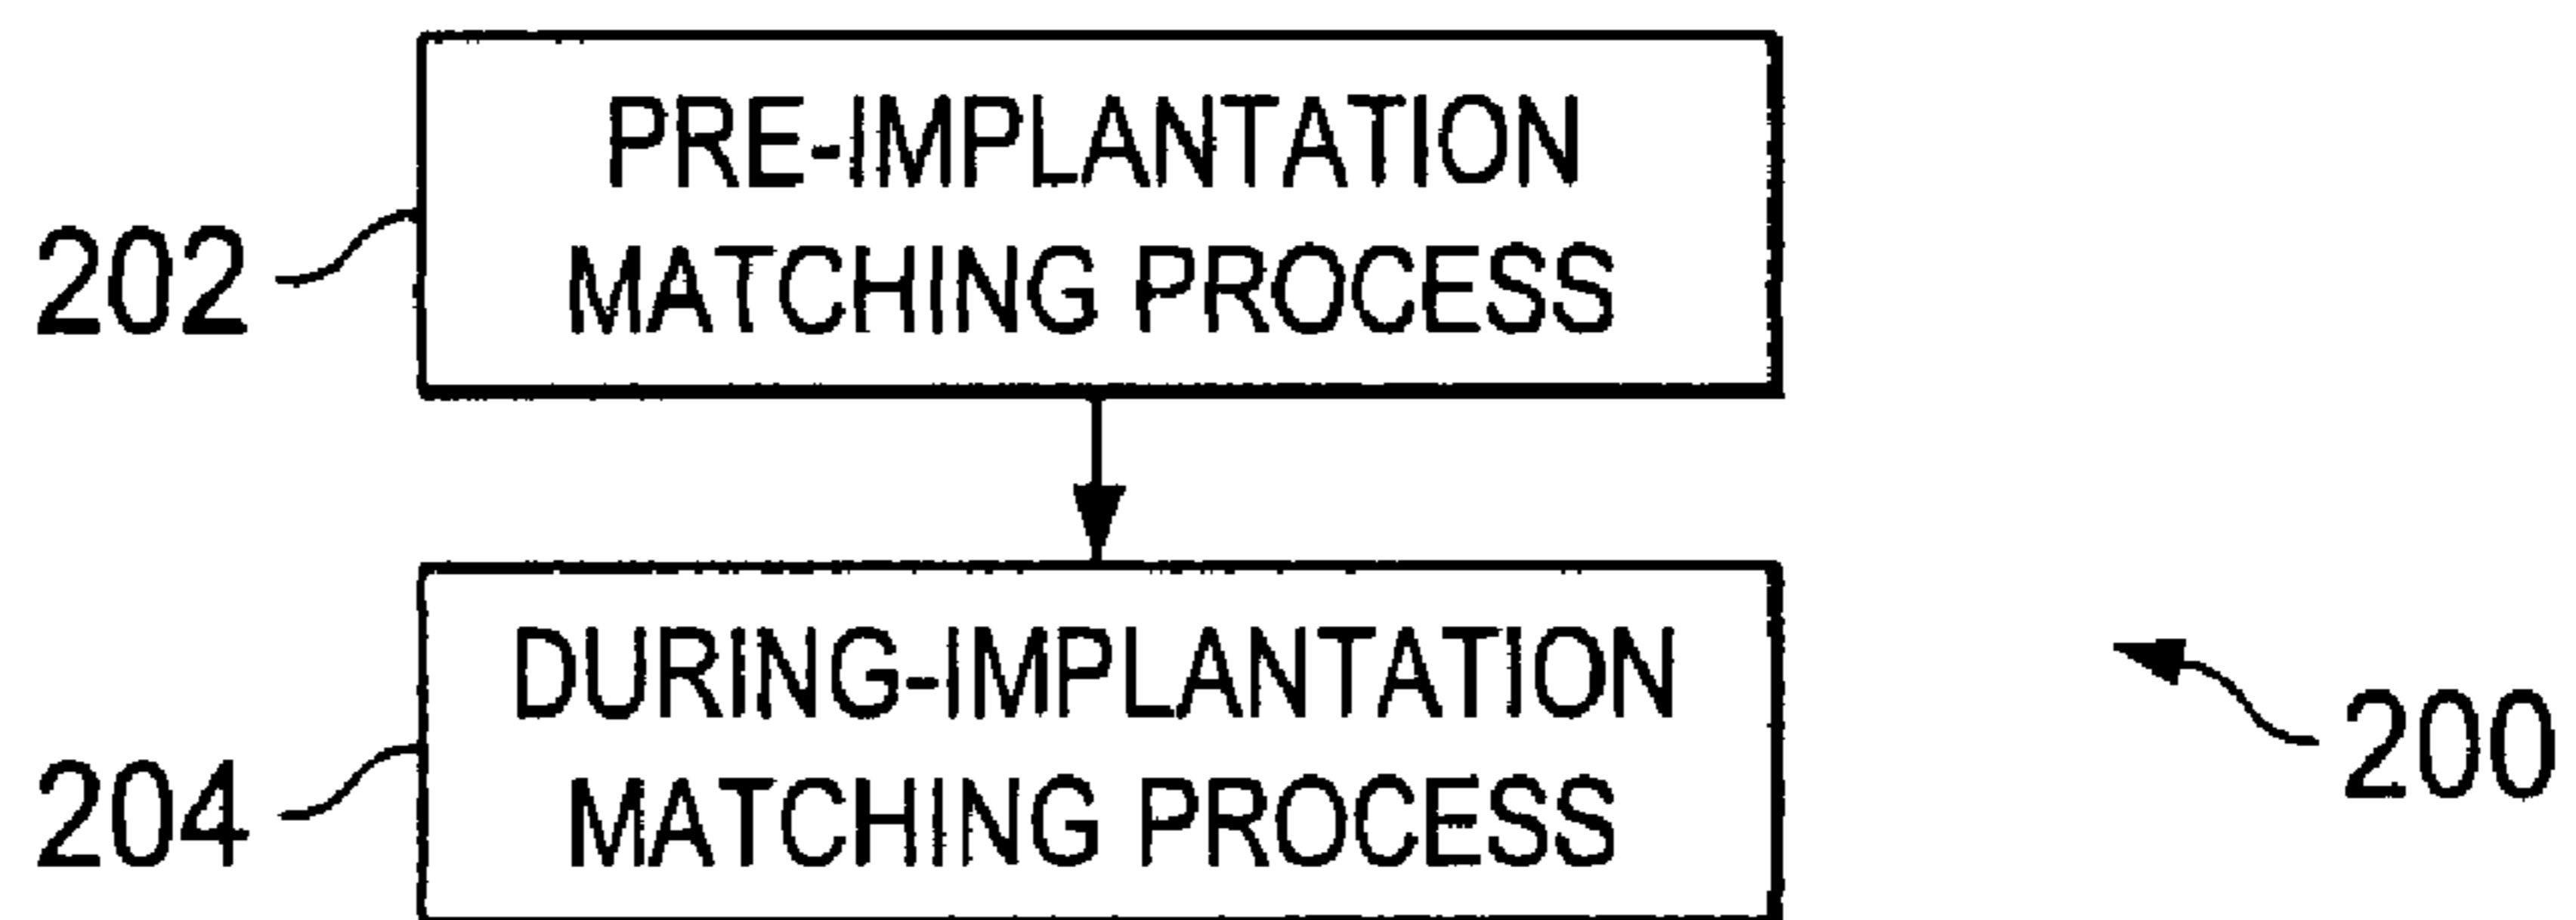 PRE-IMPLANTATION
MATCHING PROCESS
202
DURING-IMPLANTATION
MATCHING PROCESS
204
200